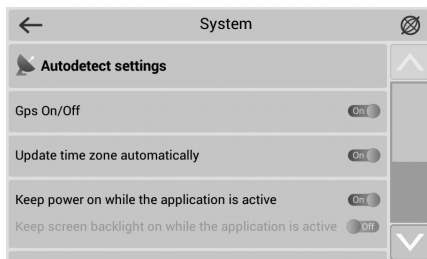 System
Autodetect settings
Gps On/Off On
Update time zone automatically On
Keep power on while the application is active On
Keep screen backlight on while the application is active Off